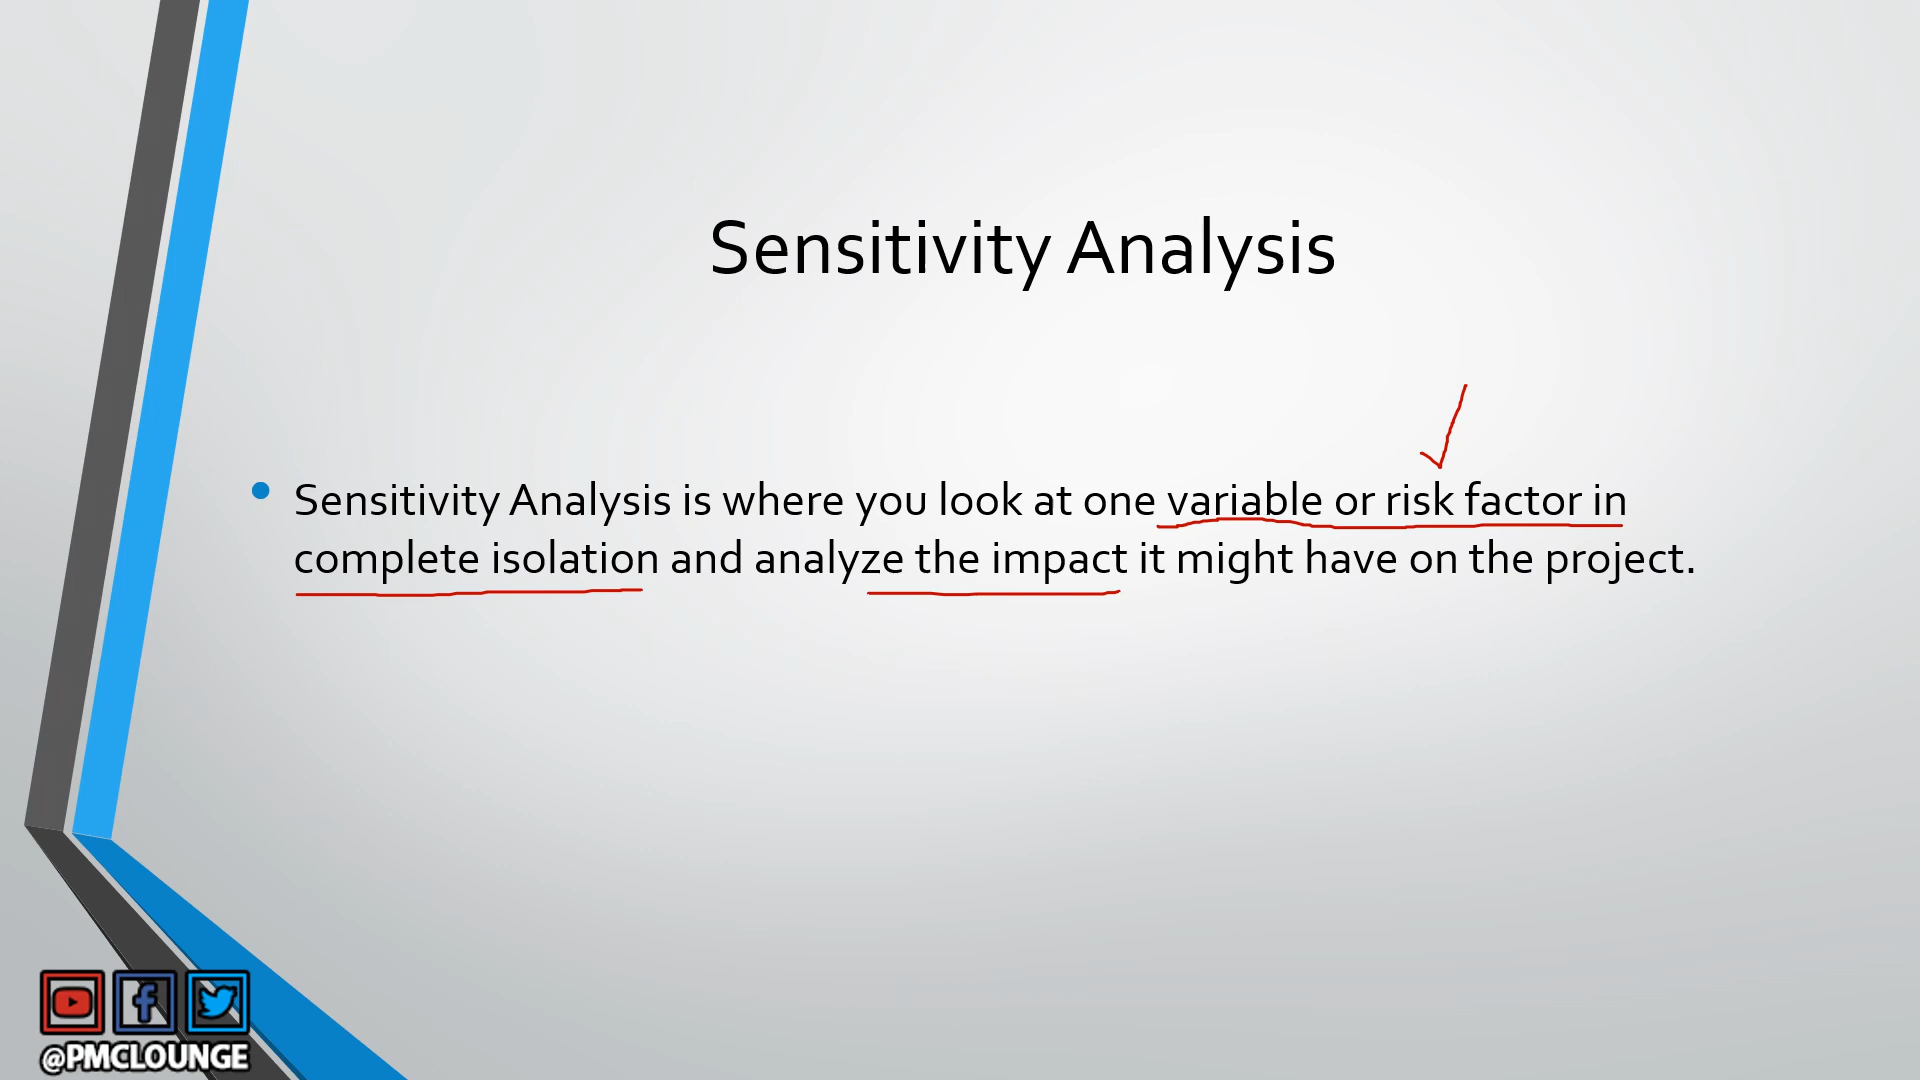 Sensitivity Analysis
• Sensitivity Analysis is where you look at one variable or risk factor in
complete isolation and analyze the impact it might have on the project.
@PMCLOUNGE